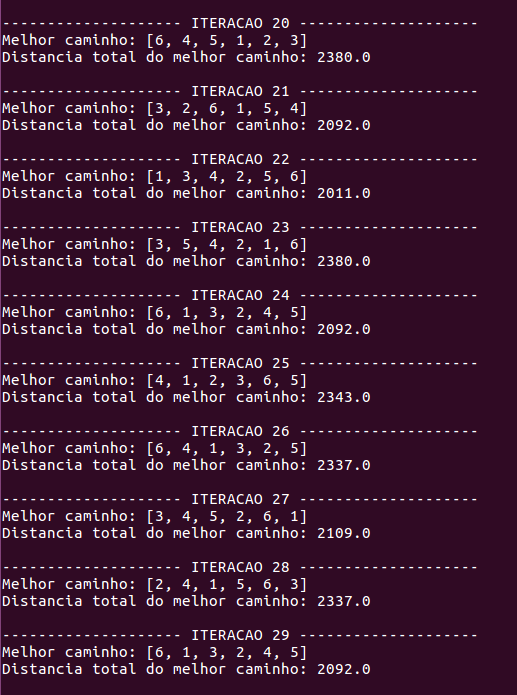 -------------------- ITERACAO 20 --------------------
Melhor caminho: [6, 4, 5, 1, 2, 3]
Distancia total do melhor caminho: 2380.0
-------------------- ITERACAO 21 --------------------
Melhor caminho: [3, 2, 6, 1, 5, 4]
Distancia total do melhor caminho: 2092.0
-------------------- ITERACAO 22 --------------------
Melhor caminho: [1, 3, 4, 2, 5, 6]
Distancia total do melhor caminho: 2011.0
-------------------- ITERACAO 23 --------------------
Melhor caminho: [3, 5, 4, 2, 1, 6]
Distancia total do melhor caminho: 2380.0
-------------------- ITERACAO 24 --------------------
Melhor caminho: [6, 1, 3, 2, 4, 5]
Distancia total do melhor caminho: 2092.0
-------------------- ITERACAO 25 --------------------
Melhor caminho: [4, 1, 2, 3, 6, 5]
Distancia total do melhor caminho: 2343.0
-------------------- ITERACAO 26 --------------------
Melhor caminho: [6, 4, 1, 3, 2, 5]
Distancia total do melhor caminho: 2337.0
-------------------- ITERACAO 27 --------------------
Melhor caminho: [3, 4, 5, 2, 6, 1]
Distancia total do melhor caminho: 2109.0
-------------------- ITERACAO 28 --------------------
Melhor caminho: [2, 4, 1, 5, 6, 3]
Distancia total do melhor caminho: 2337.0
-------------------- ITERACAO 29 --------------------
Melhor caminho: [6, 1, 3, 2, 4, 5]
Distancia total do melhor caminho: 2092.0